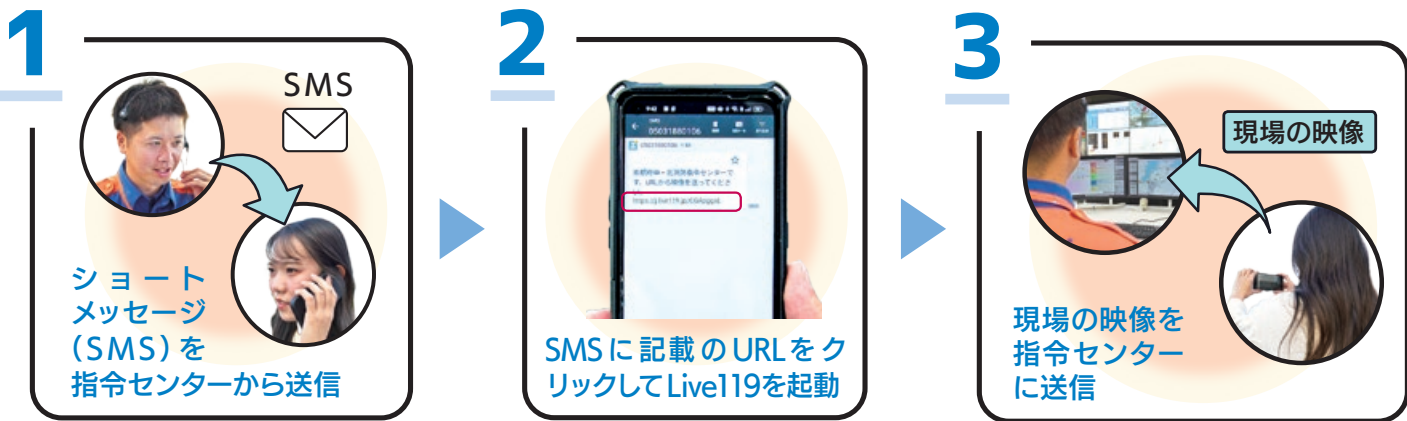 1
SMS
ショート
メッセージ
(SMS)を
指令センターから送信
2
05031880106
SMSに記載のURLをク
リックしてLive119を起動
3
現場の映像
現場の映像を
指令センター
に送信